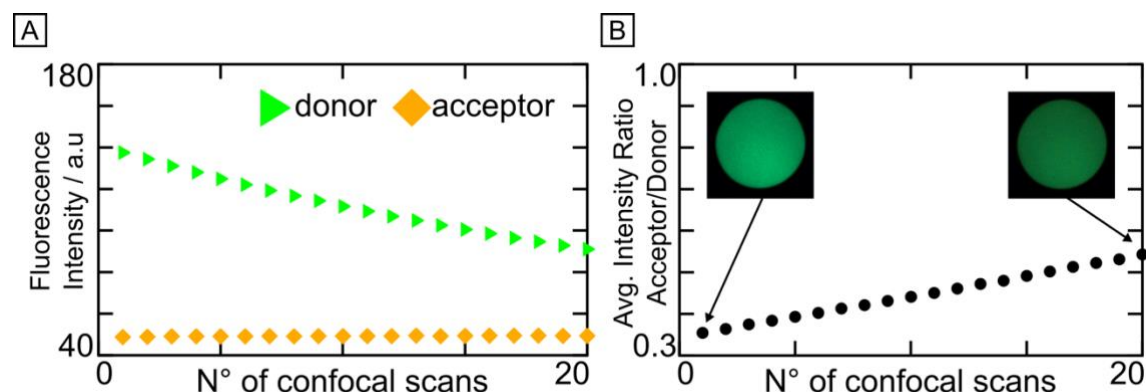 A
180
Fluorescence
Intensity / a.u
40
donor
acceptor
0
N° of confocal scans
20
B
1.0
Avg. Intensity Ratio
Acceptor/Donor
0.3
0
N° of confocal scans
20